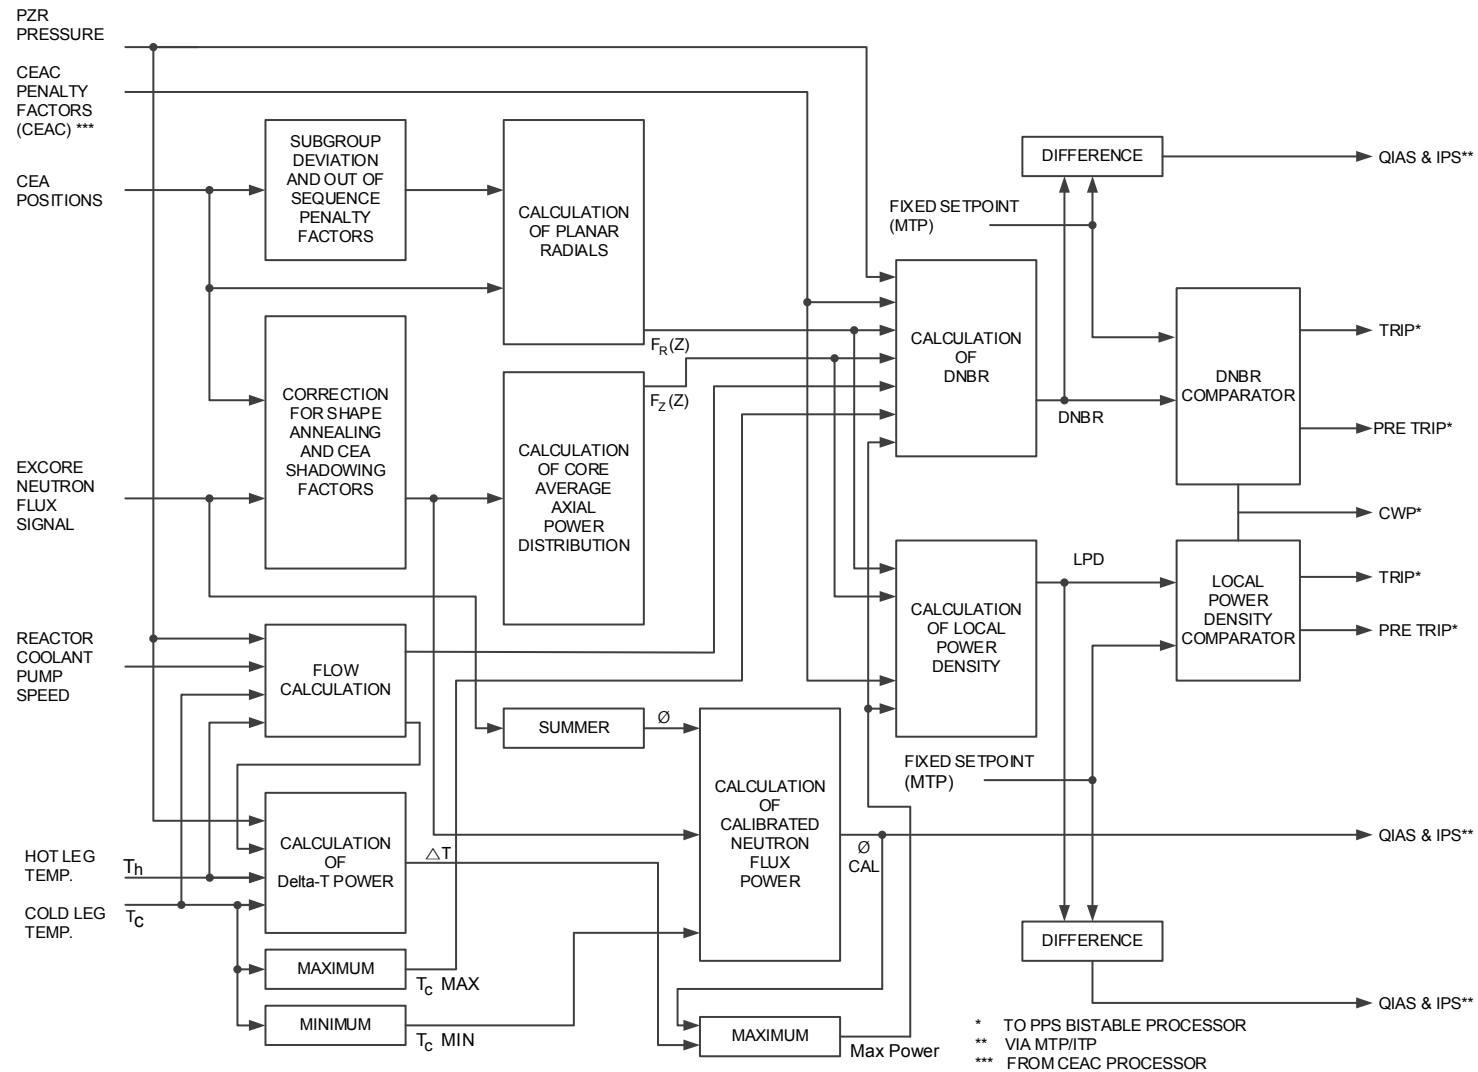 PZR
PRESSURE
CEAC
PENALTY
FACTORS
(CEAC) ***
CEA
POSITIONS
EXCORE
NEUTRON
FLUX
SIGNAL
REACTOR
COOLANT
PUMP
SPEED
HOT LEG
TEMP.
Th
COLD LEG
TEMP.
Tc
SUBGROUP
DEVIATION
AND OUT OF
SEQUENCE
PENALTY
FACTORS
CORRECTION
FOR SHAPE
ANNEALING
AND CEA
SHADOWING
FACTORS
FLOW
CALCULATION
CALCULATION
OF
Delta-T POWER
△T
MAXIMUM
Tc MAX
MINIMUM
Tc MIN
CALCULATION
OF PLANAR
RADIALS
FR(Z)
CALCULATION
OF CORE
AVERAGE
AXIAL
POWER
DISTRIBUTION
FZ(Z)
SUMMER
Ø
CALCULATION
OF
CALIBRATED
NEUTRON
FLUX
POWER
Ø
CAL
MAXIMUM
Max Power
CALCULATION
OF
DNBR
DNBR
CALCULATION
OF LOCAL
POWER
DENSITY
LPD
DIFFERENCE
FIXED SETPOINT
(MTP)
DNBR
COMPARATOR
LOCAL
POWER
DENSITY
COMPARATOR
FIXED SETPOINT
(MTP)
DIFFERENCE
QIAS & IPS**
TRIP*
PRE TRIP*
CWP*
TRIP*
PRE TRIP*
QIAS & IPS**
QIAS & IPS**
* TO PPS BISTABLE PROCESSOR
** VIA MTP/ITP
*** FROM CEAC PROCESSOR